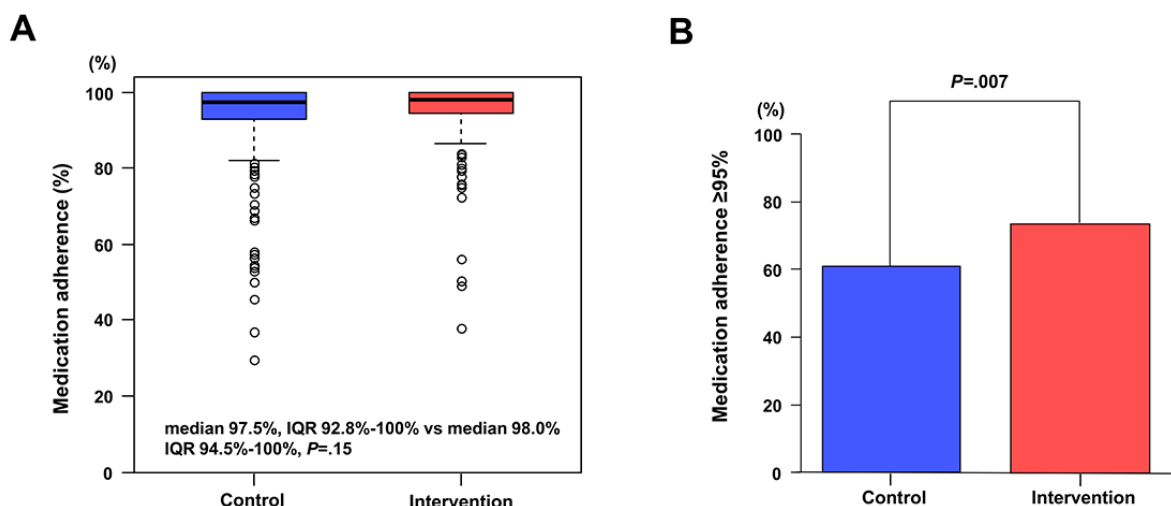 A
(%)
Medication adherence (%)
100
80
60
40
20
0
median 97.5%, IQR 92.8%-100% vs median 98.0%
IQR 94.5%-100%, P=.15
Control
Intervention
B
P=.007
(%)
Medication adherence ≥95%
100
80
60
40
20
0
Control
Intervention